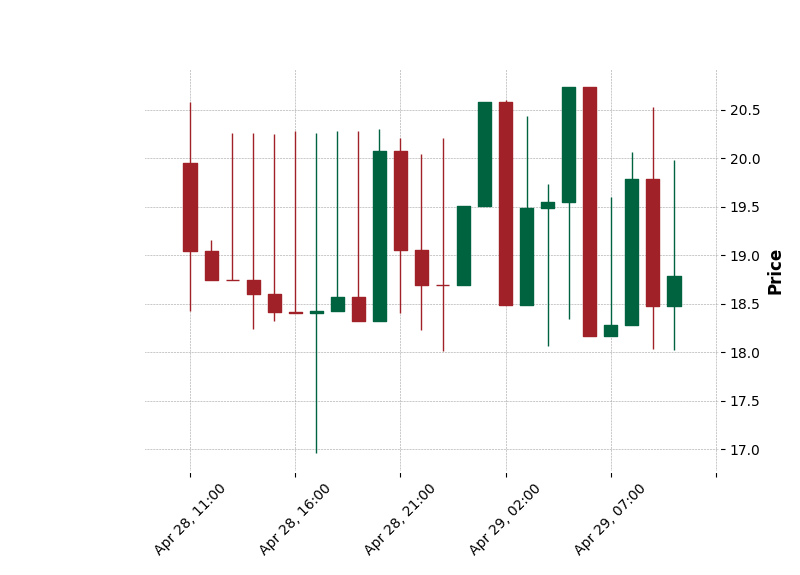 20.5
20.0
19.5
19.0
18.5
18.0
17.5
17.0
Price
Apr 28, 11:00
Apr 28, 16:00
Apr 28, 21:00
Apr 29, 02:00
Apr 29, 07:00